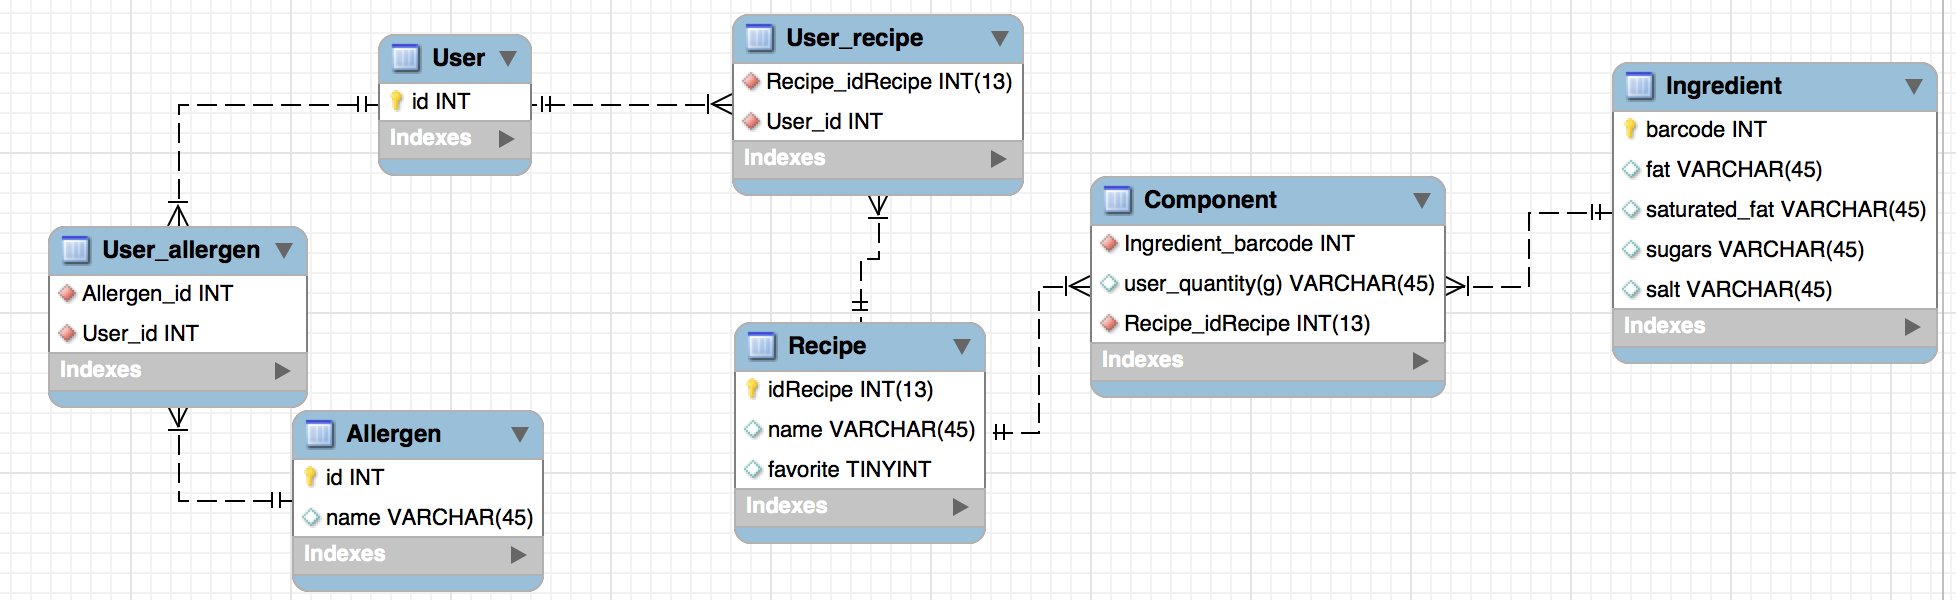 User
id INT
Indexes
User_recipe
Recipe_idRecipe INT(13)
User_id INT
Indexes
Ingredient
barcode INT
fat VARCHAR(45)
saturated_fat VARCHAR(45)
sugars VARCHAR(45)
salt VARCHAR(45)
Indexes
Component
Ingredient_barcode INT
user_quantity(g) VARCHAR(45)
Recipe_idRecipe INT(13)
Indexes
User_allergen
Allergen_id INT
User_id INT
Indexes
Recipe
idRecipe INT(13)
name VARCHAR(45)
favorite TINYINT
Indexes
Allergen
id INT
name VARCHAR(45)
Indexes